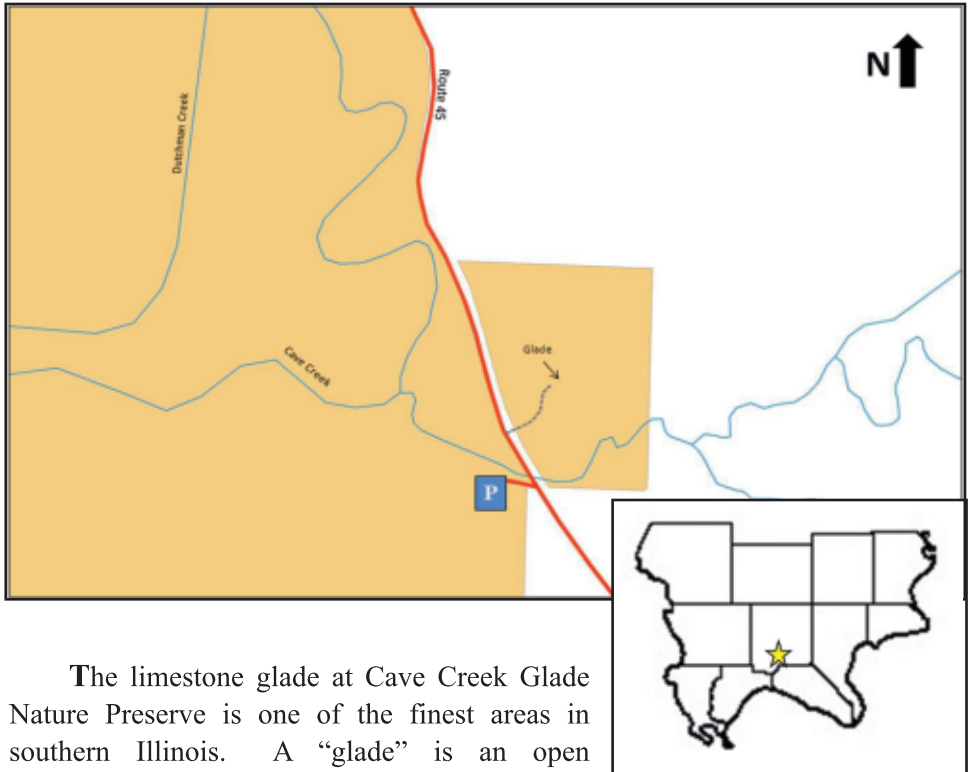 N
Route 45
Dutchman Creek
Glade
Cave Creek
P
The limestone glade at Cave Creek Glade
Nature Preserve is one of the finest areas in
southern Illinois. A “glade” is an open